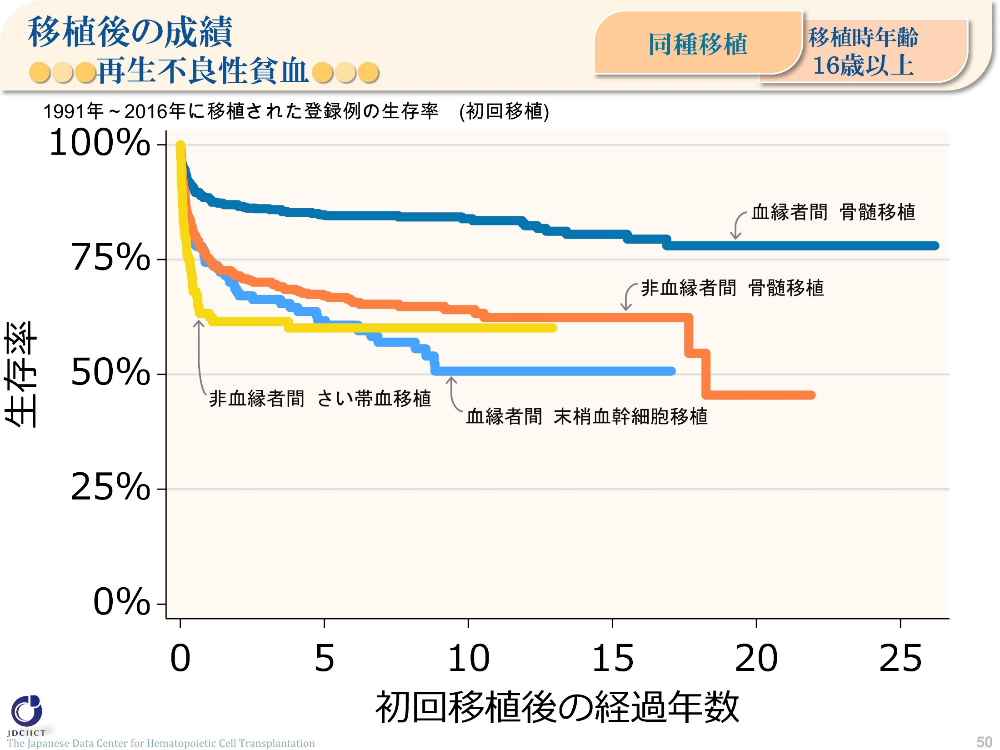 移植後の成績
再生不良性貧血
同種移植
移植時年齢
16歳以上
1991年～2016年に移植された登録例の生存率　(初回移植)
100%
75%
50%
25%
0%
生存率
血縁者間 骨髄移植
非血縁者間 骨髄移植
非血縁者間 さい帯血移植
血縁者間 末梢血幹細胞移植
0 5 10 15 20 25
初回移植後の経過年数
JDCHCT
The Japanese Data Center for Hematopoietic Cell Transplantation
50